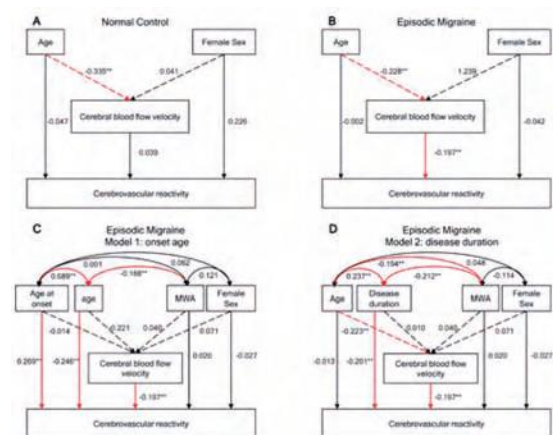 A
Normal Control
Age
Female Sex
-0.335**
0.041
-0.047
Cerebral blood flow velocity
0.226
0.039
Cerebrovascular reactivity
B
Episodic Migraine
Age
Female Sex
-0.228**
1.239
-0.002
Cerebral blood flow velocity
-0.042
-0.197**
Cerebrovascular reactivity
C
Episodic Migraine
Model 1: onset age
0.062
0.001
0.689**
-0.168**
0.121
Age at onset
age
MWA
Female Sex
-0.014
-0.221
0.040
0.071
0.269**
-0.246**
Cerebral blood flow velocity
0.020
-0.027
-0.197**
Cerebrovascular reactivity
D
Episodic Migraine
Model 2: disease duration
0.048
-0.194**
0.237**
-0.212**
-0.114
Age
Disease duration
MWA
Female Sex
-0.223**
0.010
0.040
0.071
-0.013
-0.201**
Cerebral blood flow velocity
0.020
-0.027
-0.197**
Cerebrovascular reactivity